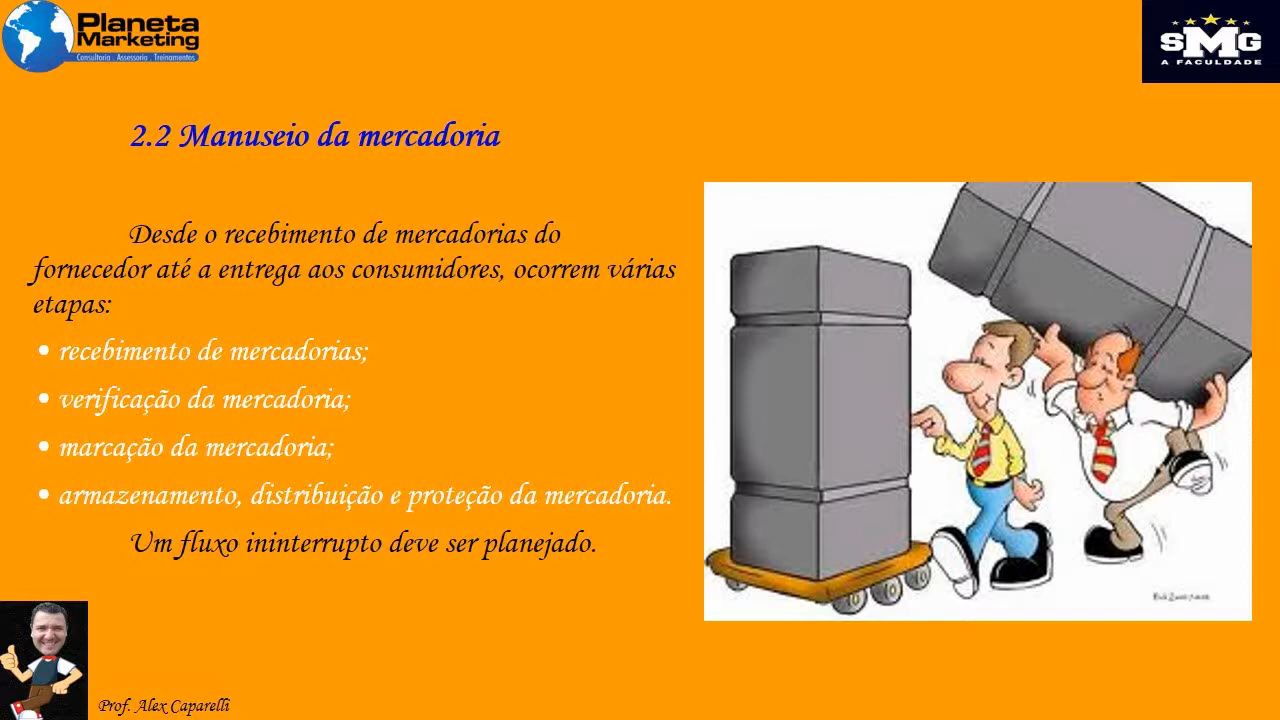 Planeta
Marketing
Consultoria . Assessoria . Treinamentos
SMG
A FACULDADE
2.2 Manuseio da mercadoria
Desde o recebimento de mercadorias do
fornecedor até a entrega aos consumidores, ocorrem várias
etapas:
• recebimento de mercadorias;
• verificação da mercadoria;
• marcação da mercadoria;
• armazenamento, distribuição e proteção da mercadoria.
Um fluxo ininterrupto deve ser planejado.
Prof. Alex Caparelli